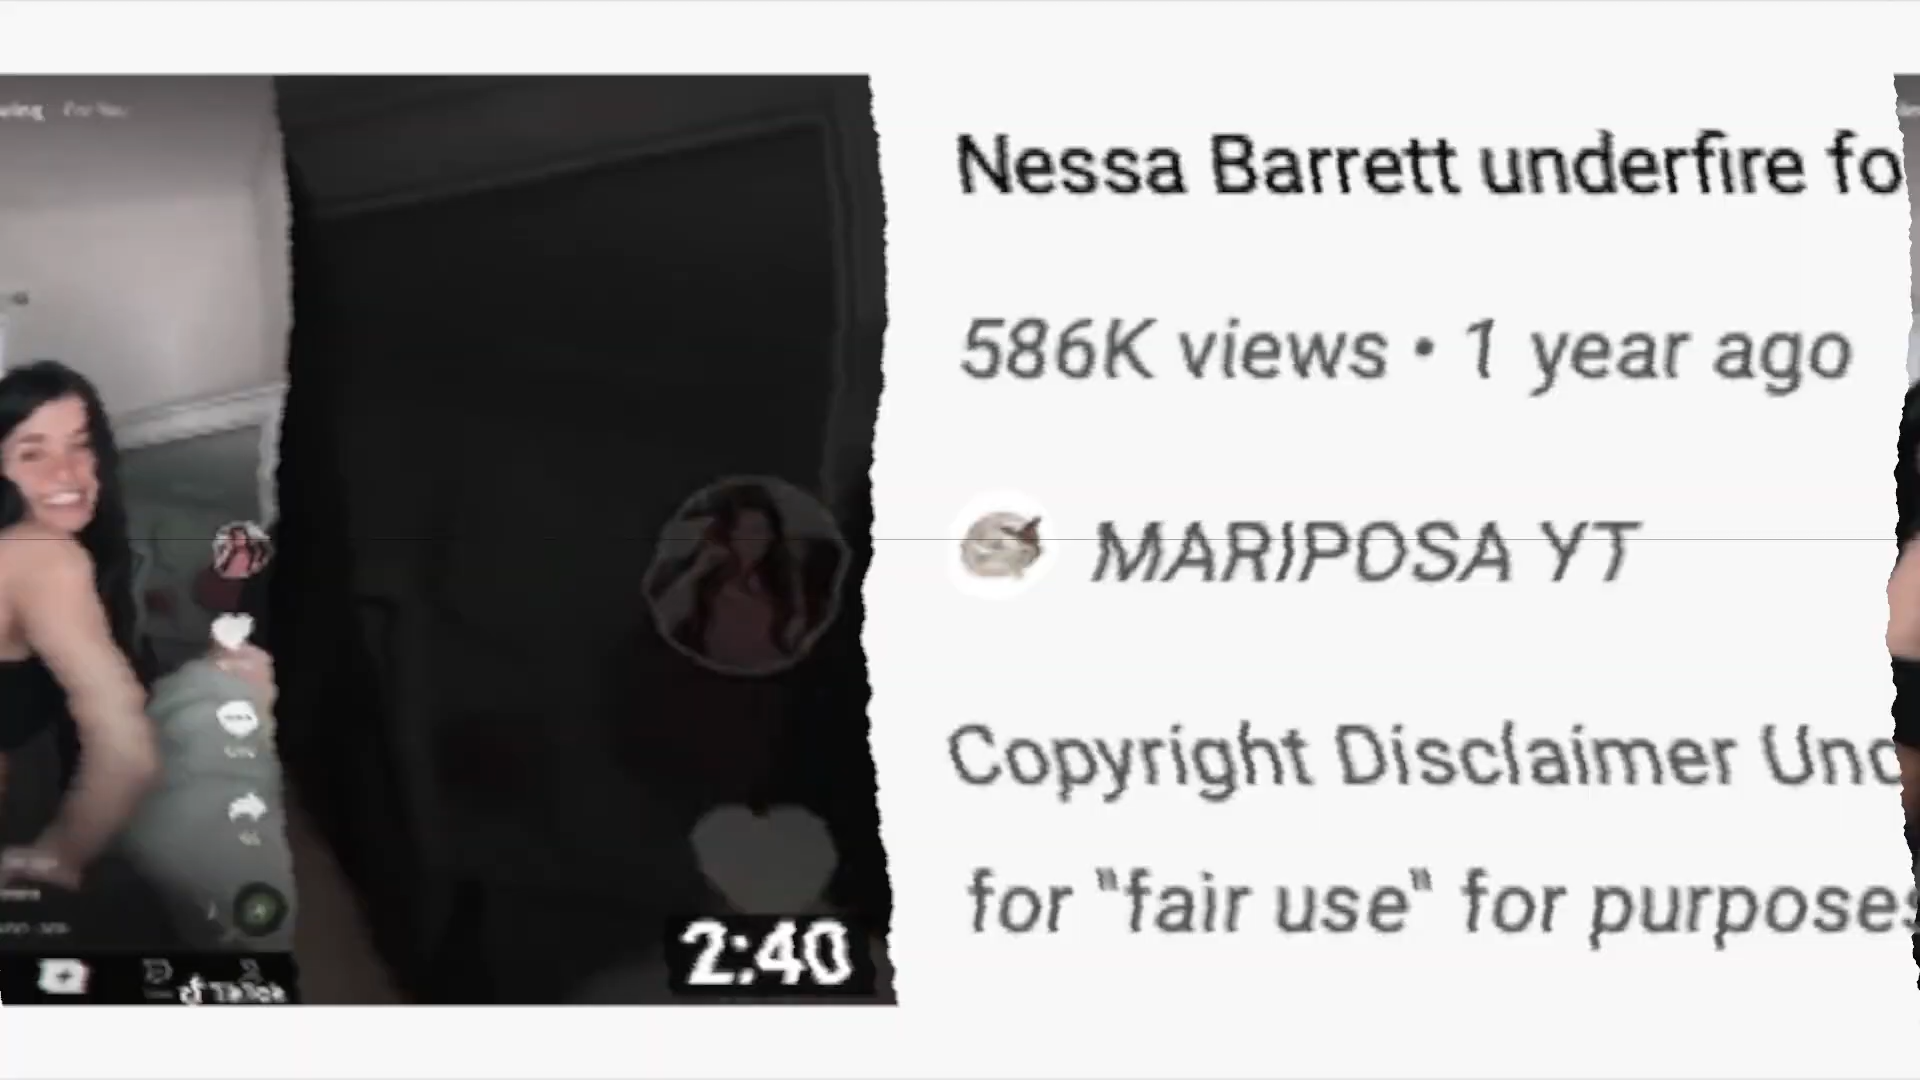 Nessa Barrett underfire fo
586K views • 1 year ago
MARIPOSA YT
Copyright Disclaimer Und
for "fair use" for purposes
2:40
TikTok